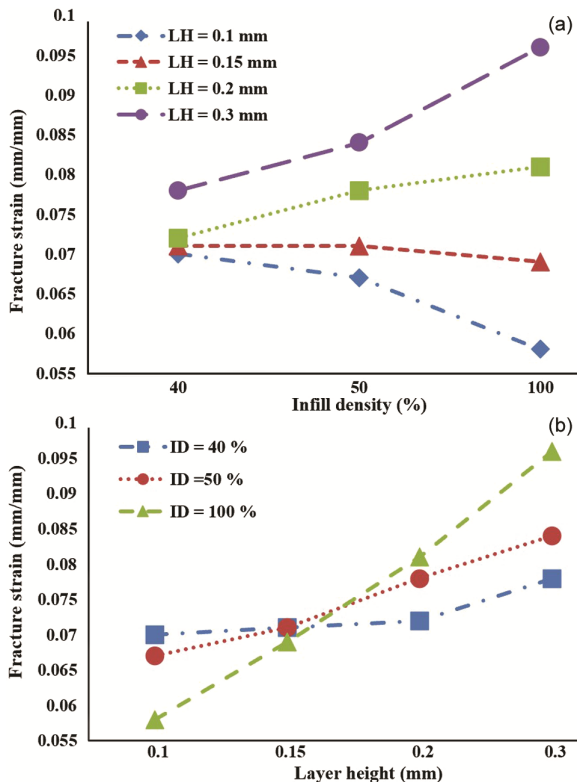 (a)
LH = 0.1 mm
LH = 0.15 mm
LH = 0.2 mm
LH = 0.3 mm
Fracture strain (mm/mm)
0.1
0.095
0.09
0.085
0.08
0.075
0.07
0.065
0.06
0.055
40 50 100
Infill density (%)
(b)
ID = 40 %
ID =50 %
ID = 100 %
Fracture strain (mm/mm)
0.1
0.095
0.09
0.085
0.08
0.075
0.07
0.065
0.06
0.055
0.1 0.15 0.2 0.3
Layer height (mm)